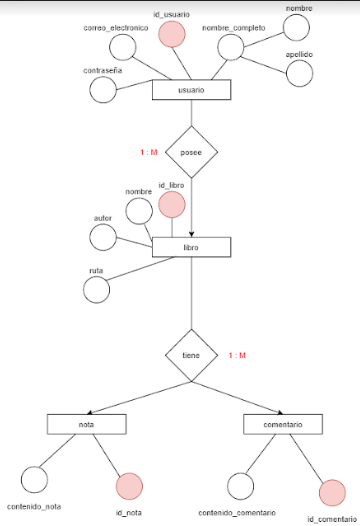 nombre
id_usuario
correo_electronico
nombre_completo
apellido
contraseña
usuario
1 : M
posee
id_libro
nombre
autor
libro
ruta
tiene
1 : M
nota
comentario
contenido_nota
id_nota
contenido_comentario
id_comentario